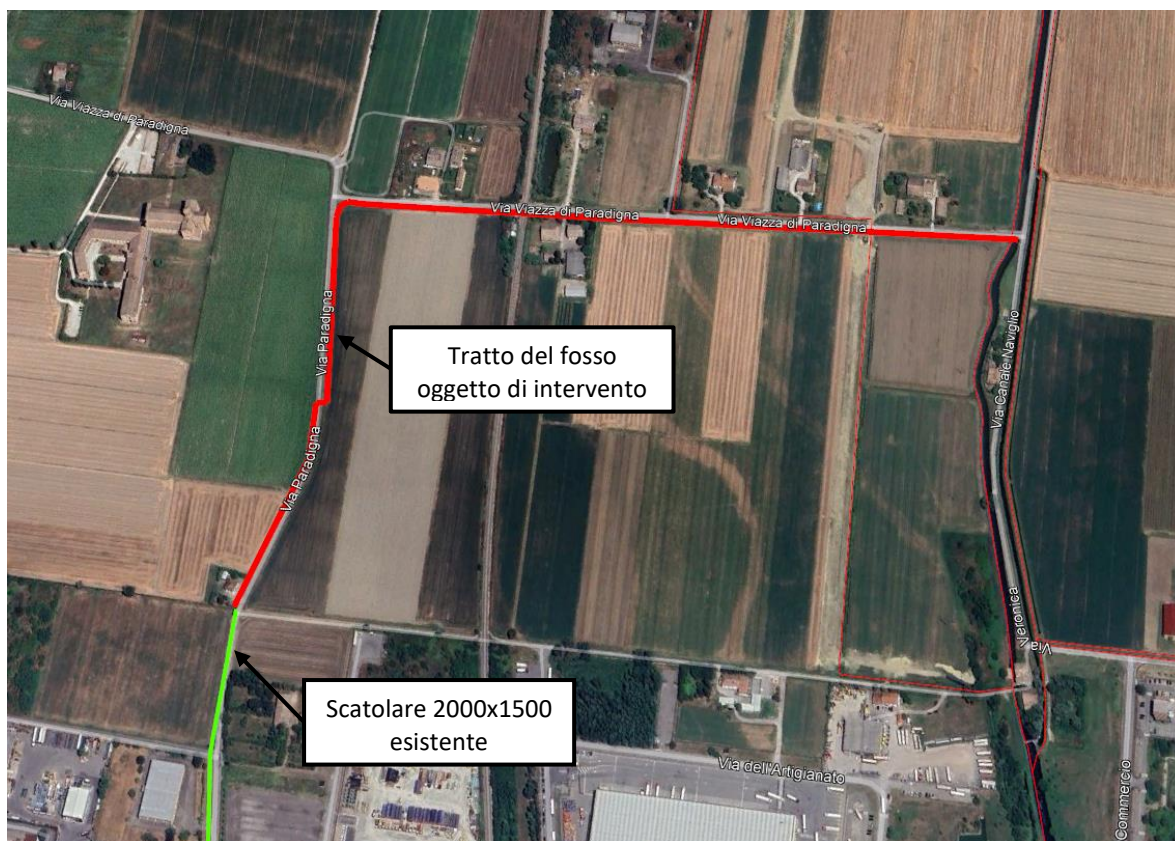 Via Viazza di Paradigna
Via Viazza di Paradigna
Via Viazza di Paradigna
Via Paradigna
Tratto del fosso
oggetto di intervento
Via Canale Naviglio
Via Paradigna
Via Veronica
Scatolare 2000x1500
esistente
Via dell'Artigianato
Commercio